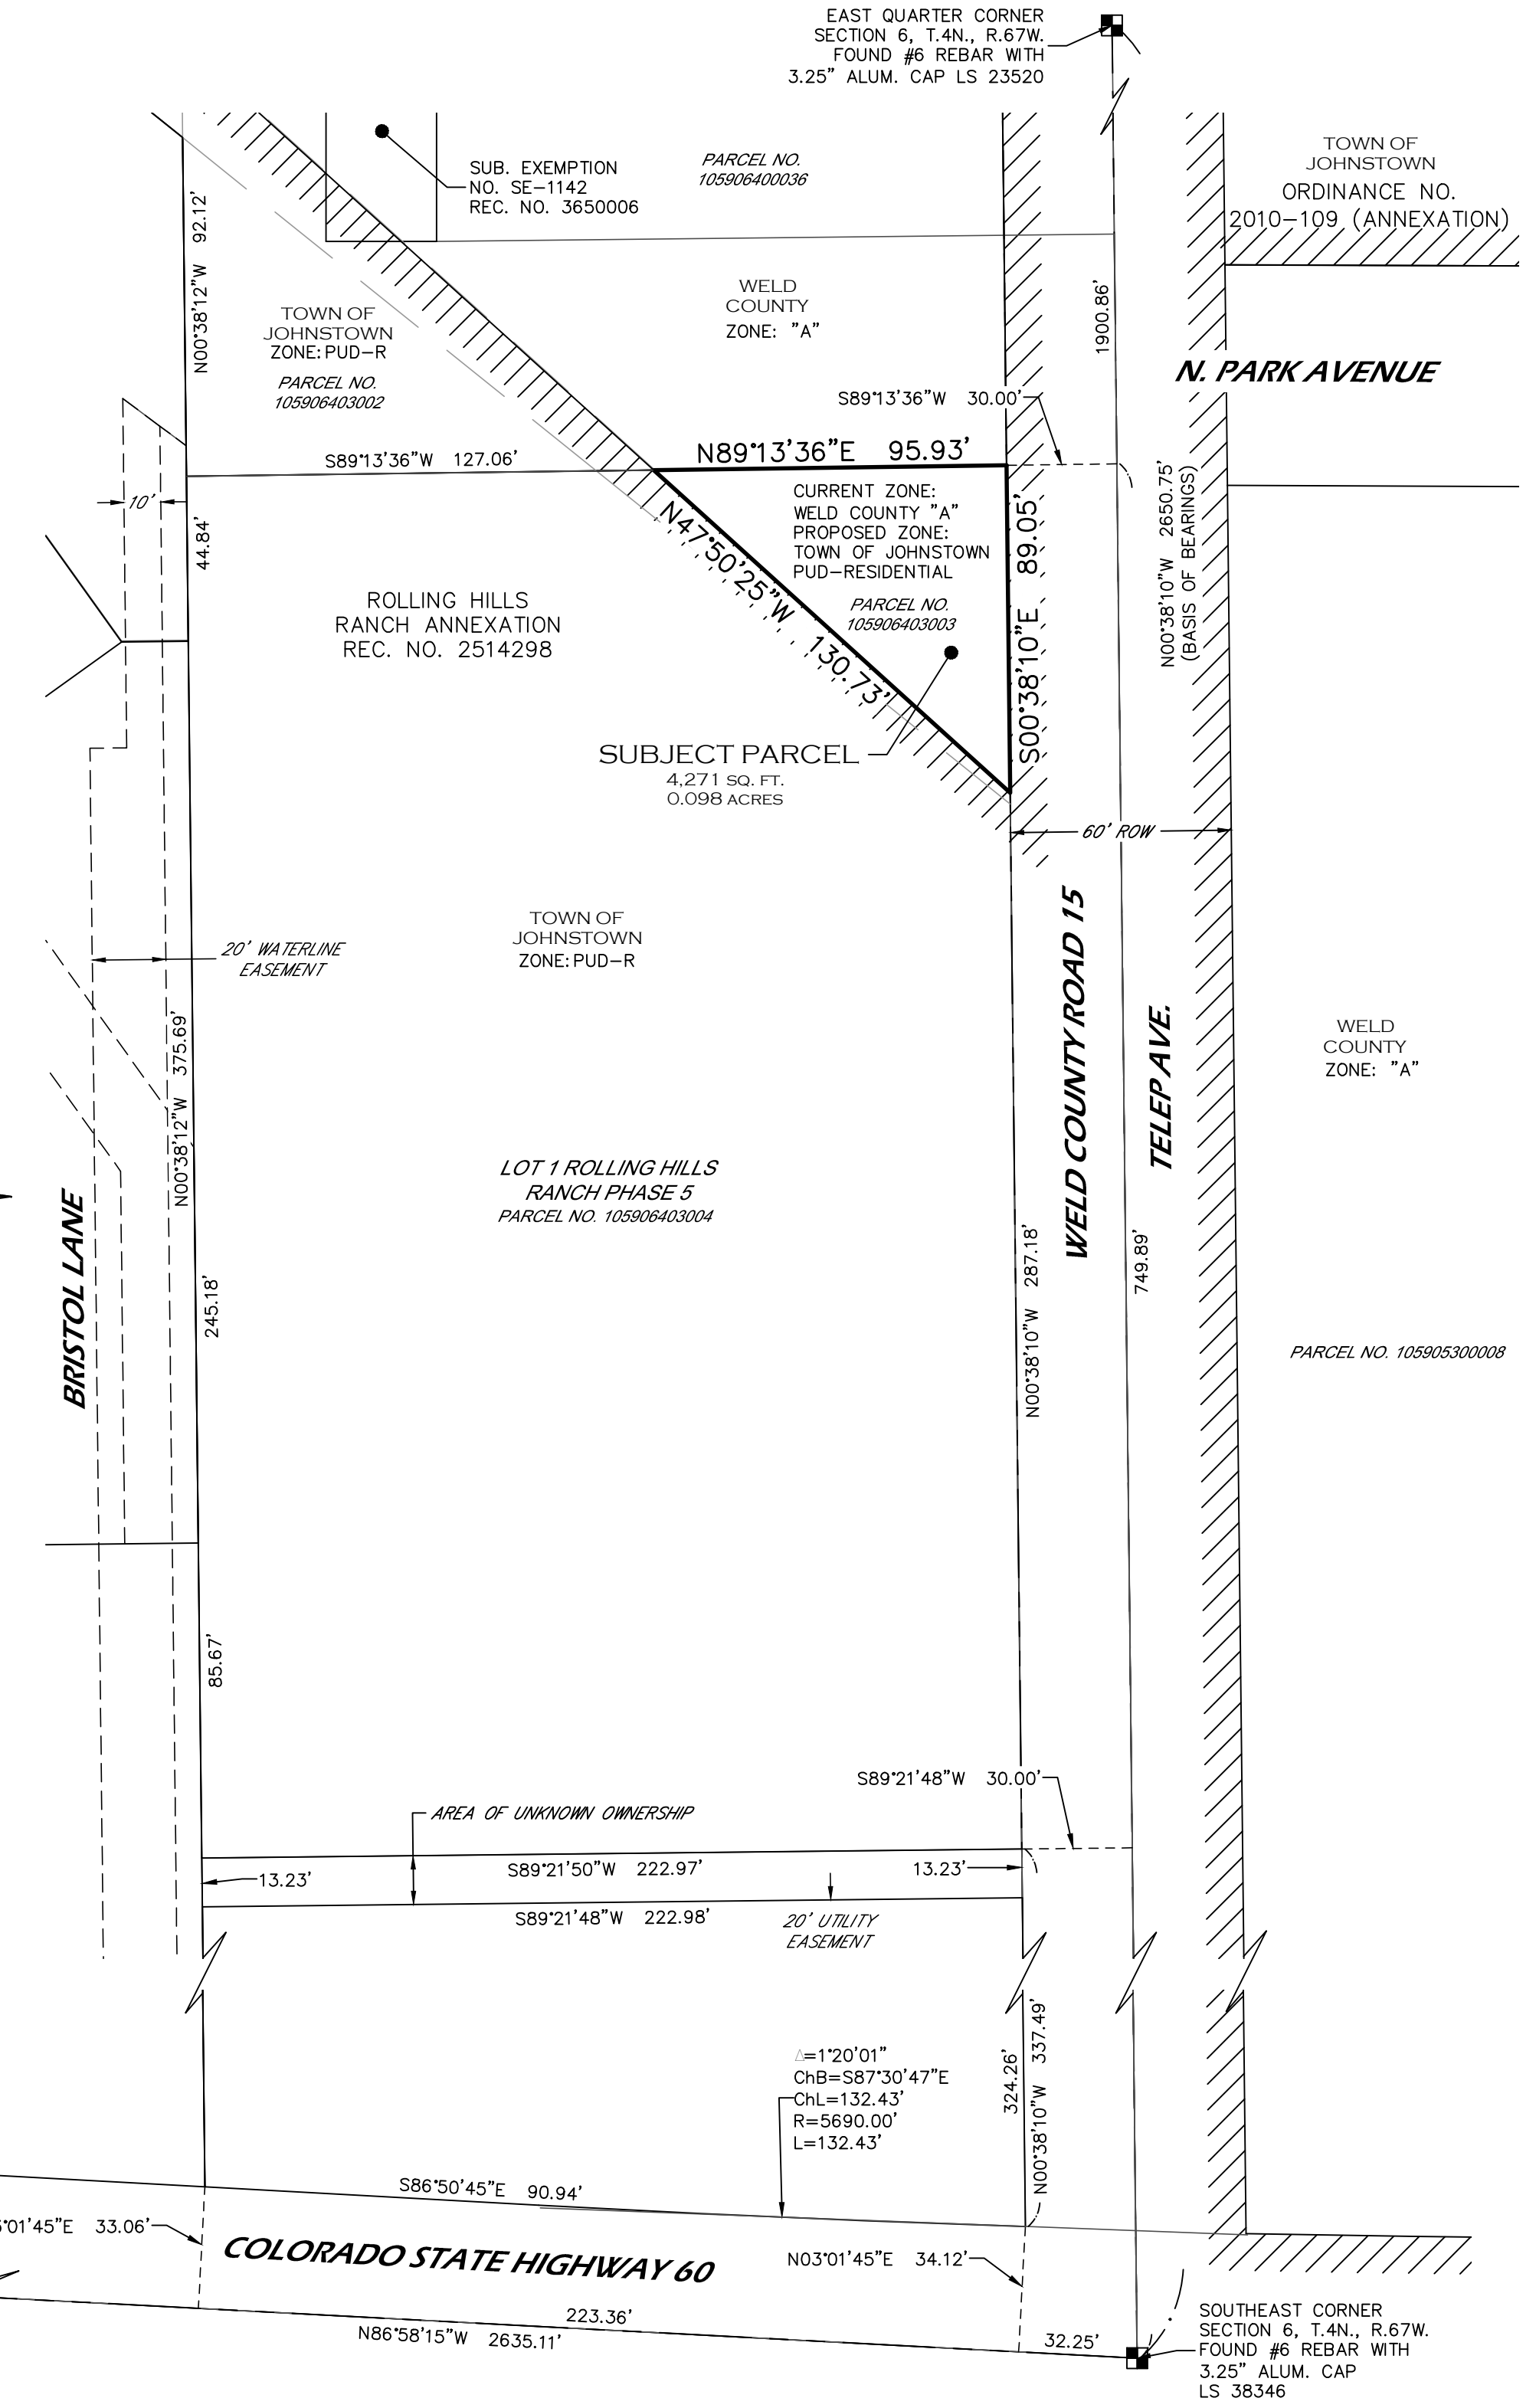 EAST QUARTER CORNER
SECTION 6, T.4N., R.67W.
FOUND #6 REBAR WITH
3.25" ALUM. CAP LS 23520
SUB. EXEMPTION
NO. SE-1142
REC. NO. 3650006
PARCEL NO.
105906400036
TOWN OF
JOHNSTOWN
ORDINANCE NO.
2010-109 (ANNEXATION)
N00°38'12"W 92.12'
TOWN OF
JOHNSTOWN
ZONE: PUD-R
PARCEL NO.
105906403002
WELD
COUNTY
ZONE: "A"
1900.86'
N. PARK AVENUE
S89°13'36"W 30.00'
S89°13'36"W 127.06'
N89°13'36"E 95.93'
10'
44.84'
CURRENT ZONE:
WELD COUNTY "A"
PROPOSED ZONE:
TOWN OF JOHNSTOWN
PUD-RESIDENTIAL
PARCEL NO.
105906403003
N47°50'25"W 130.73'
S00°38'10"E 89.05'
N00°38'10"W 2650.75'
(BASIS OF BEARINGS)
ROLLING HILLS
RANCH ANNEXATION
REC. NO. 2514298
SUBJECT PARCEL
4,271 SQ. FT.
0.098 ACRES
60' ROW
TOWN OF
JOHNSTOWN
ZONE: PUD-R
20' WATERLINE
EASEMENT
N00°38'12"W 375.69'
WELD COUNTY ROAD 15
TELEP AVE.
WELD
COUNTY
ZONE: "A"
LOT 1 ROLLING HILLS
RANCH PHASE 5
PARCEL NO. 105906403004
BRISTOL LANE
245.18'
N00°38'10"W 287.18'
749.89'
PARCEL NO. 105905300008
85.67'
S89°21'48"W 30.00'
AREA OF UNKNOWN OWNERSHIP
13.23'
S89°21'50"W 222.97'
13.23'
S89°21'48"W 222.98'
20' UTILITY
EASEMENT
Δ=1°20'01"
ChB=S87°30'47"E
ChL=132.43'
R=5690.00'
L=132.43'
324.26'
N00°38'10"W 337.49'
S86°50'45"E 90.94'
°01'45"E 33.06'
COLORADO STATE HIGHWAY 60
N03°01'45"E 34.12'
223.36'
N86°58'15"W 2635.11'
32.25'
SOUTHEAST CORNER
SECTION 6, T.4N., R.67W.
FOUND #6 REBAR WITH
3.25" ALUM. CAP
LS 38346